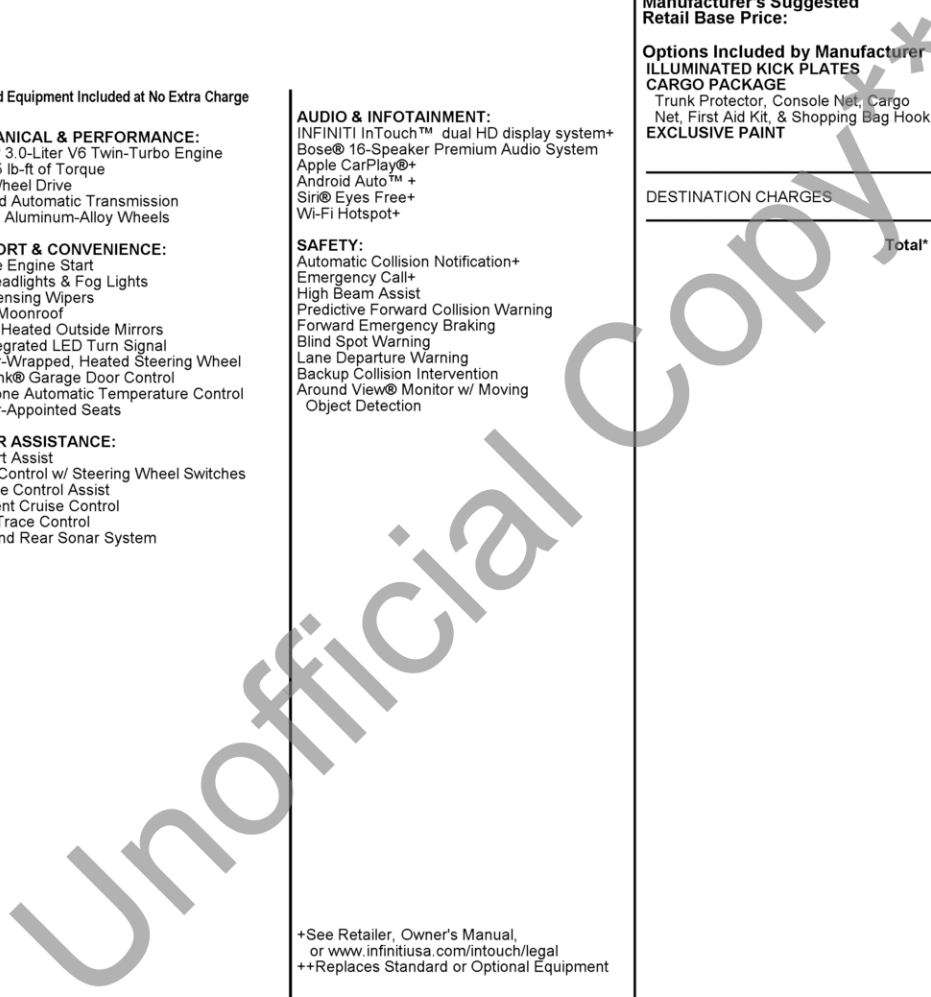 d Equipment Included at No Extra Charge
ANICAL & PERFORMANCE:
3.0-Liter V6 Twin-Turbo Engine
lb-ft of Torque
Wheel Drive
d Automatic Transmission
Aluminum-Alloy Wheels
ORT & CONVENIENCE:
e Engine Start
eadlights & Fog Lights
ensing Wipers
Moonroof
Heated Outside Mirrors
egrated LED Turn Signal
r-Wrapped, Heated Steering Wheel
nk® Garage Door Control
one Automatic Temperature Control
r-Appointed Seats
R ASSISTANCE:
rt Assist
Control w/ Steering Wheel Switches
e Control Assist
ent Cruise Control
Trace Control
nd Rear Sonar System
AUDIO & INFOTAINMENT:
INFINITI InTouch™ dual HD display system+
Bose® 16-Speaker Premium Audio System
Apple CarPlay®+
Android Auto™ +
Siri® Eyes Free+
Wi-Fi Hotspot+
SAFETY:
Automatic Collision Notification+
Emergency Call+
High Beam Assist
Predictive Forward Collision Warning
Forward Emergency Braking
Blind Spot Warning
Lane Departure Warning
Backup Collision Intervention
Around View® Monitor w/ Moving
Object Detection
+See Retailer, Owner's Manual,
or www.infinitiusa.com/intouch/legal
++Replaces Standard or Optional Equipment
Manufacturer's Suggested
Retail Base Price:
Options Included by Manufacturer
ILLUMINATED KICK PLATES
CARGO PACKAGE
Trunk Protector, Console Net, Cargo
Net, First Aid Kit, & Shopping Bag Hook
EXCLUSIVE PAINT
DESTINATION CHARGES
Total*
Unofficial Copy**